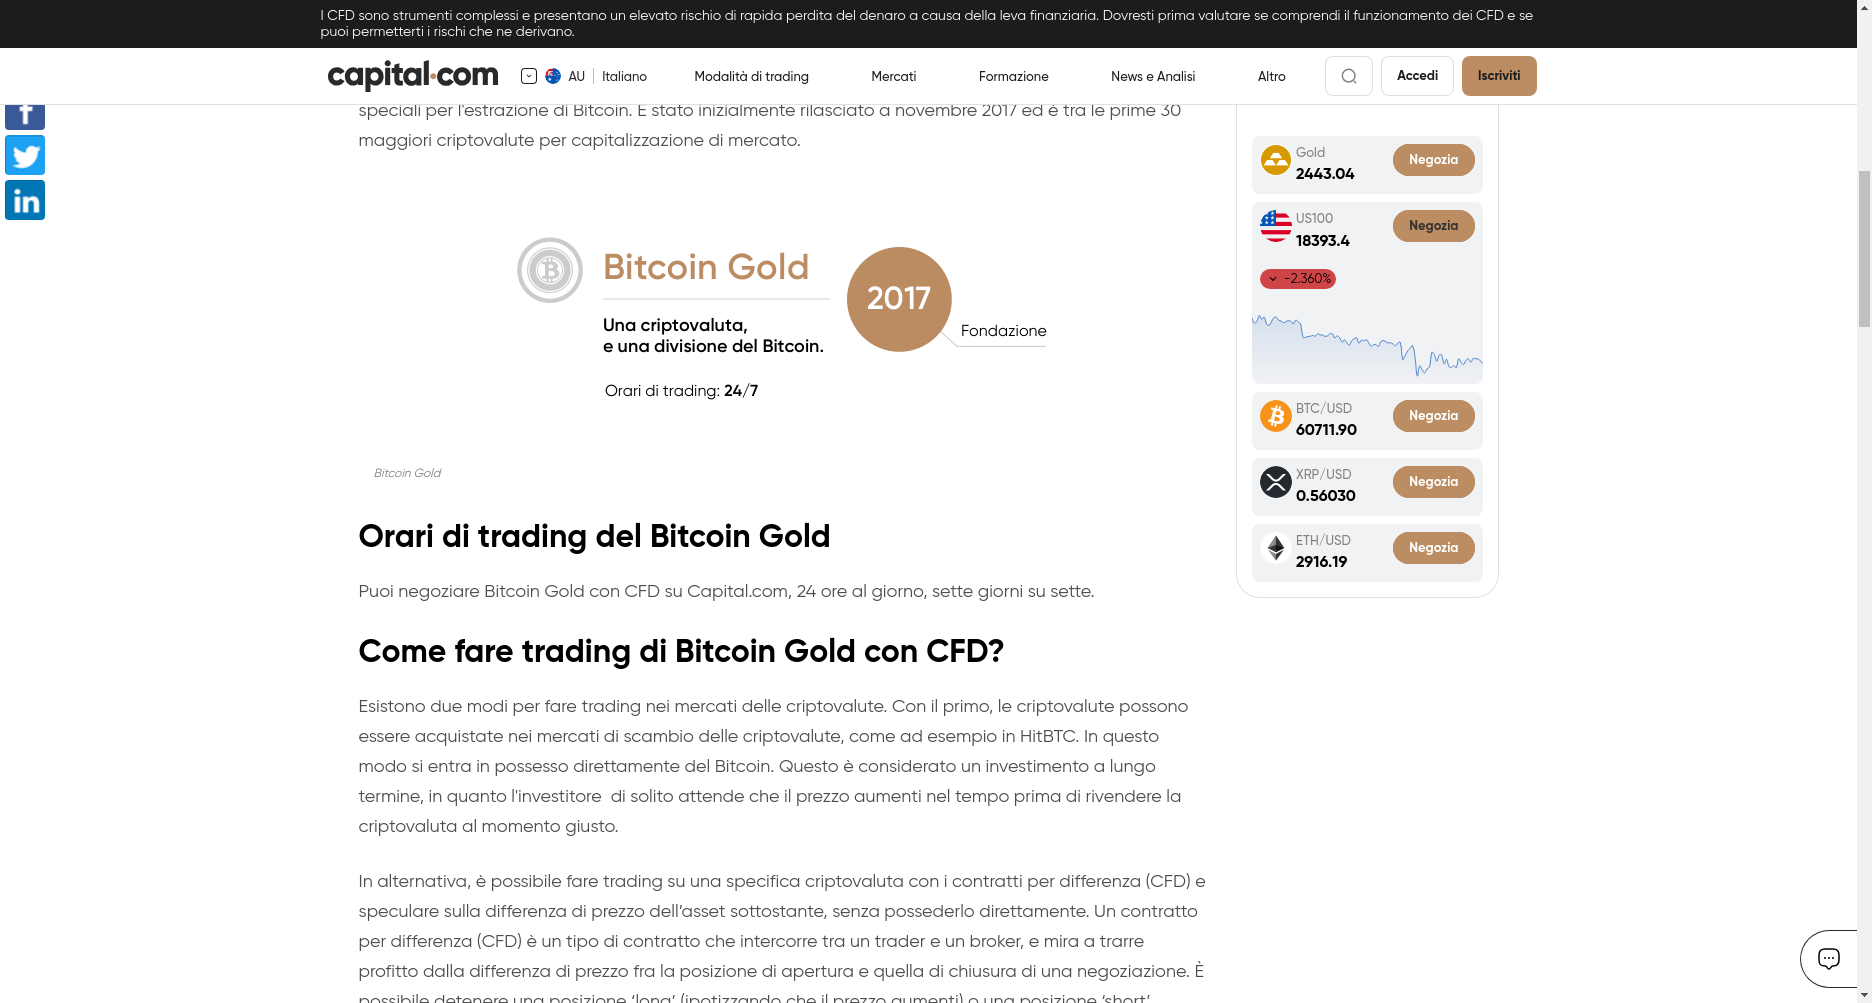 I CFD sono strumenti complessi e presentano un elevato rischio di rapida perdita del denaro a causa della leva finanziaria. Dovresti prima valutare se comprendi il funzionamento dei CFD e se
puoi permetterti i rischi che ne derivano.
capital.com
AU | Italiano
Modalità di trading
Mercati
Formazione
News e Analisi
Altro
Accedi
Iscriviti
speciali per l'estrazione di Bitcoin. È stato inizialmente rilasciato a novembre 2017 ed è tra le prime 30
maggiori criptovalute per capitalizzazione di mercato.
Bitcoin Gold
Una criptovaluta,
e una divisione del Bitcoin.
Orari di trading: 24/7
2017
Fondazione
Bitcoin Gold
Orari di trading del Bitcoin Gold
Puoi negoziare Bitcoin Gold con CFD su Capital.com, 24 ore al giorno, sette giorni su sette.
Come fare trading di Bitcoin Gold con CFD?
Esistono due modi per fare trading nei mercati delle criptovalute. Con il primo, le criptovalute possono
essere acquistate nei mercati di scambio delle criptovalute, come ad esempio in HitBTC. In questo
modo si entra in possesso direttamente del Bitcoin. Questo è considerato un investimento a lungo
termine, in quanto l'investitore  di solito attende che il prezzo aumenti nel tempo prima di rivendere la
criptovaluta al momento giusto.
In alternativa, è possibile fare trading su una specifica criptovaluta con i contratti per differenza (CFD) e
speculare sulla differenza di prezzo dell’asset sottostante, senza possederlo direttamente. Un contratto
per differenza (CFD) è un tipo di contratto che intercorre tra un trader e un broker, e mira a trarre
profitto dalla differenza di prezzo fra la posizione di apertura e quella di chiusura di una negoziazione. È
possibile detenere una posizione ‘long’ (ipotizzando che il prezzo aumenti) o una posizione ‘short’
Gold
2443.04
Negozia
US100
18393.4
Negozia
-2.360%
BTC/USD
60711.90
Negozia
XRP/USD
0.56030
Negozia
ETH/USD
2916.19
Negozia